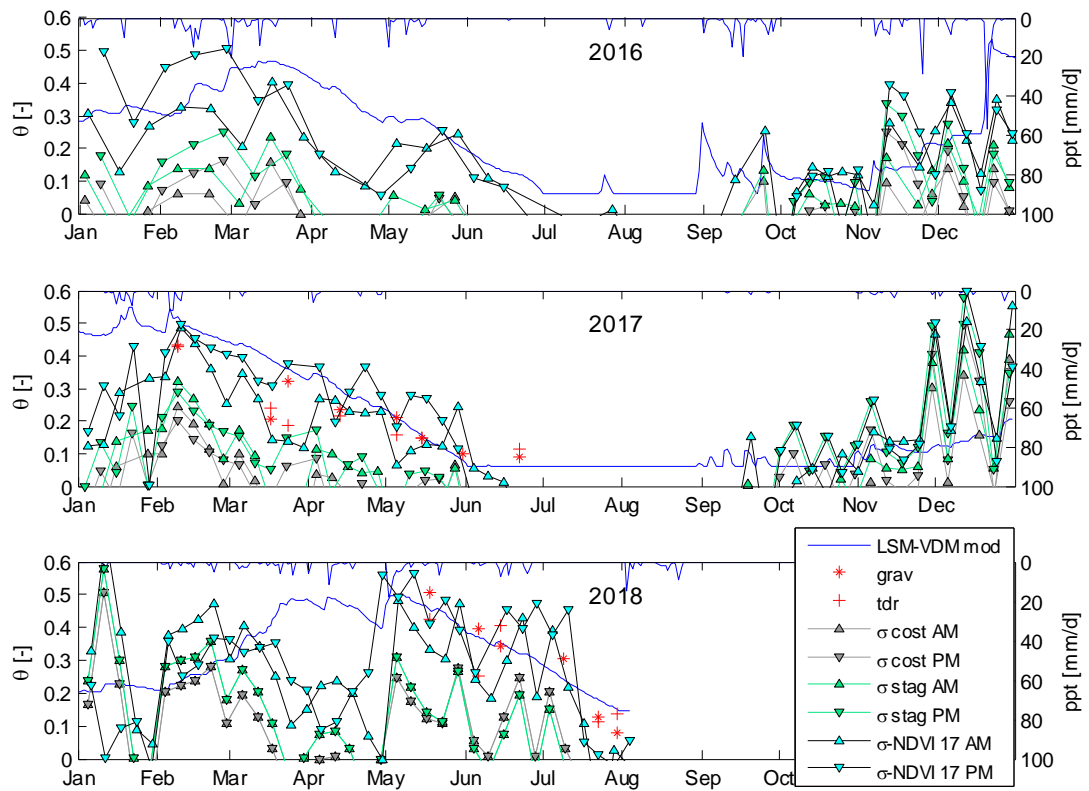 0.6
0.5
0.4
0.3
0.2
0.1
0
θ [-]
2016
0
20
40
60
80
100
ppt [mm/d]
Jan Feb Mar Apr May Jun Jul Aug Sep Oct Nov Dec
0.6
0.5
0.4
0.3
0.2
0.1
0
θ [-]
2017
0
20
40
60
80
100
ppt [mm/d]
Jan Feb Mar Apr May Jun Jul Aug Sep Oct Nov Dec
0.6
0.5
0.4
0.3
0.2
0.1
0
θ [-]
2018
0
20
40
60
80
100
ppt [mm/d]
Jan Feb Mar Apr May Jun Jul Aug Sep Oct
LSM-VDM mod
grav
tdr
σ cost AM
σ cost PM
σ stag AM
σ stag PM
σ-NDVI 17 AM
σ-NDVI 17 PM